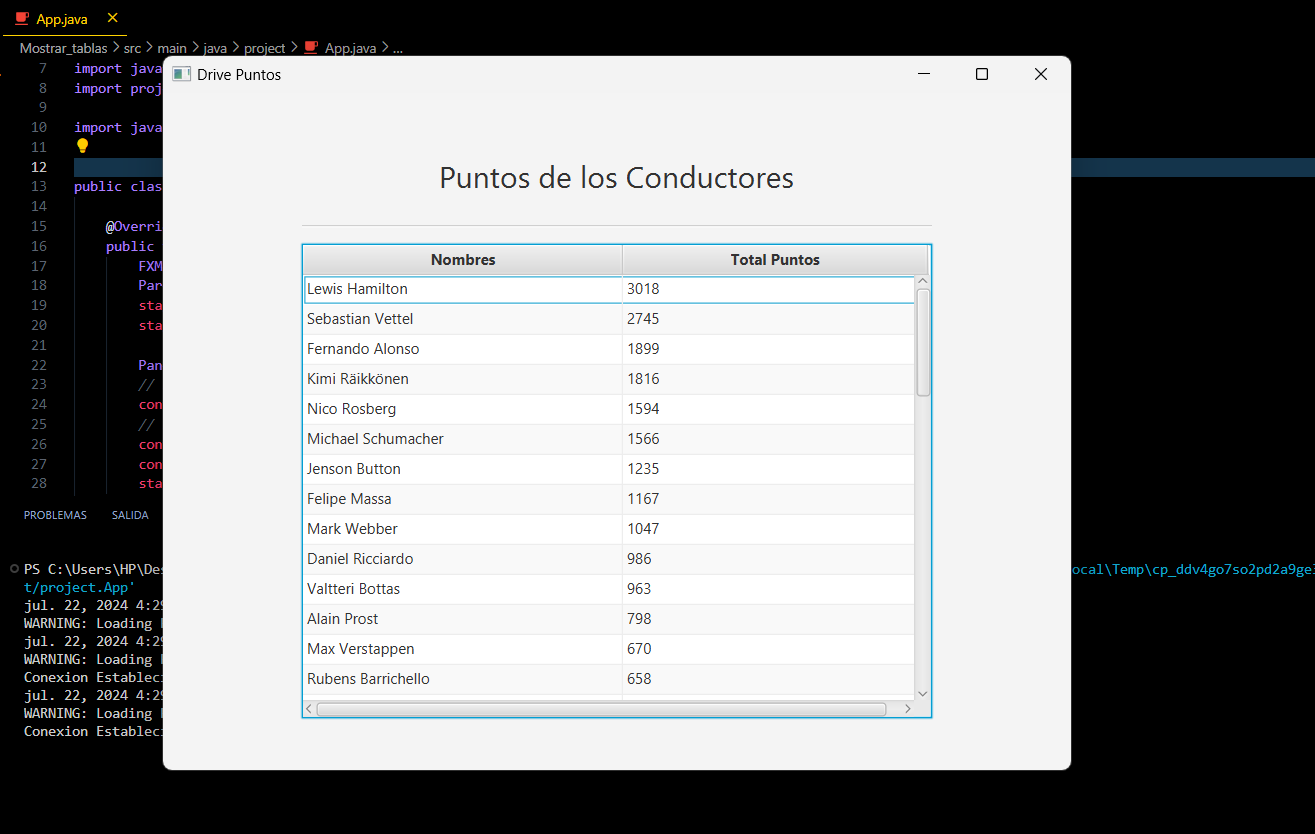 App.java
Mostrar_tablas > src > main > java > project > App.java > ...
7 import java
8 import proj
9
10 import java
11
12
13 public clas
14
15 @Overri
16 public
17 FXM
18 Par
19 sta
20 sta
21
22 Pan
23 //
24 con
25 //
26 con
27 con
28 sta
PROBLEMAS SALIDA
PS C:\Users\HP\Des
ocal\Temp\cp_ddv4go7so2pd2a9ge
t/project.App'
jul. 22, 2024 4:29
WARNING: Loading
jul. 22, 2024 4:29
WARNING: Loading
Conexion Estableci
jul. 22, 2024 4:29
WARNING: Loading
Conexion Estableci
Drive Puntos
Puntos de los Conductores
Nombres Total Puntos
Lewis Hamilton 3018
Sebastian Vettel 2745
Fernando Alonso 1899
Kimi Räikkönen 1816
Nico Rosberg 1594
Michael Schumacher 1566
Jenson Button 1235
Felipe Massa 1167
Mark Webber 1047
Daniel Ricciardo 986
Valtteri Bottas 963
Alain Prost 798
Max Verstappen 670
Rubens Barrichello 658